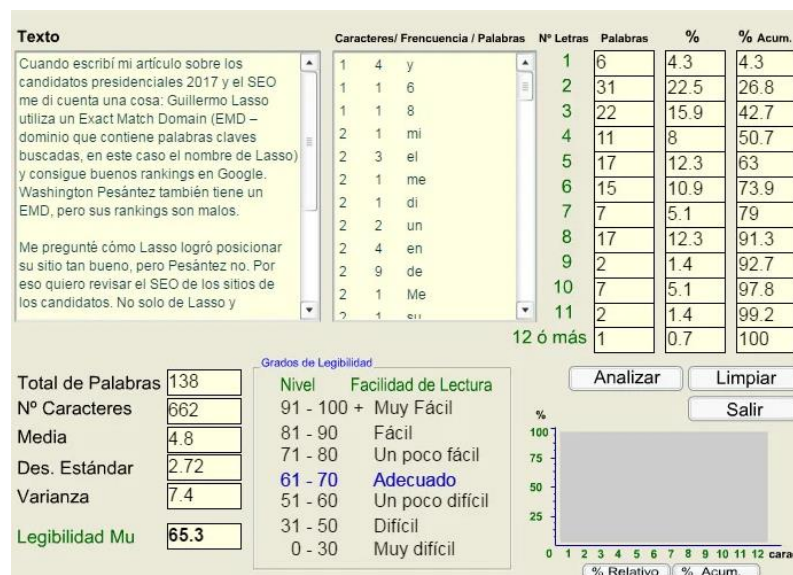 Texto
Cuando escribí mi artículo sobre los
candidatos presidenciales 2017 y el SEO
me di cuenta una cosa: Guillermo Lasso
utiliza un Exact Match Domain (EMD –
dominio que contiene palabras claves
buscadas, en este caso el nombre de Lasso)
y consigue buenos rankings en Google.
Washington Pesántez también tiene un
EMD, pero sus rankings son malos.
Me pregunté cómo Lasso logró posicionar
su sitio tan bueno, pero Pesántez no. Por
eso quiero revisar el SEO de los sitios de
los candidatos. No solo de Lasso y
Caracteres/ Frencuencia / Palabras
1 4 y
1 1 6
1 1 8
2 1 mi
2 3 el
2 1 me
2 1 di
2 2 un
2 4 en
2 9 de
2 1 Me
2 1 su
Nº Letras Palabras % % Acum.
1 6 4.3 4.3
2 31 22.5 26.8
3 22 15.9 42.7
4 11 8 50.7
5 17 12.3 63
6 15 10.9 73.9
7 7 5.1 79
8 17 12.3 91.3
9 2 1.4 92.7
10 7 5.1 97.8
11 2 1.4 99.2
12 ó más 1 0.7 100
Total de Palabras 138
Nº Caracteres 662
Media 4.8
Des. Estándar 2.72
Varianza 7.4
Legibilidad Mu 65.3
Grados de Legibilidad
Nivel Facilidad de Lectura
91 - 100 + Muy Fácil
81 - 90 Fácil
71 - 80 Un poco fácil
61 - 70 Adecuado
51 - 60 Un poco difícil
31 - 50 Difícil
0 - 30 Muy difícil
Analizar Limpiar
Salir
%
100
75
50
25
0 1 2 3 4 5 6 7 8 9 10 11 12 cara
% Relativo % Acum.